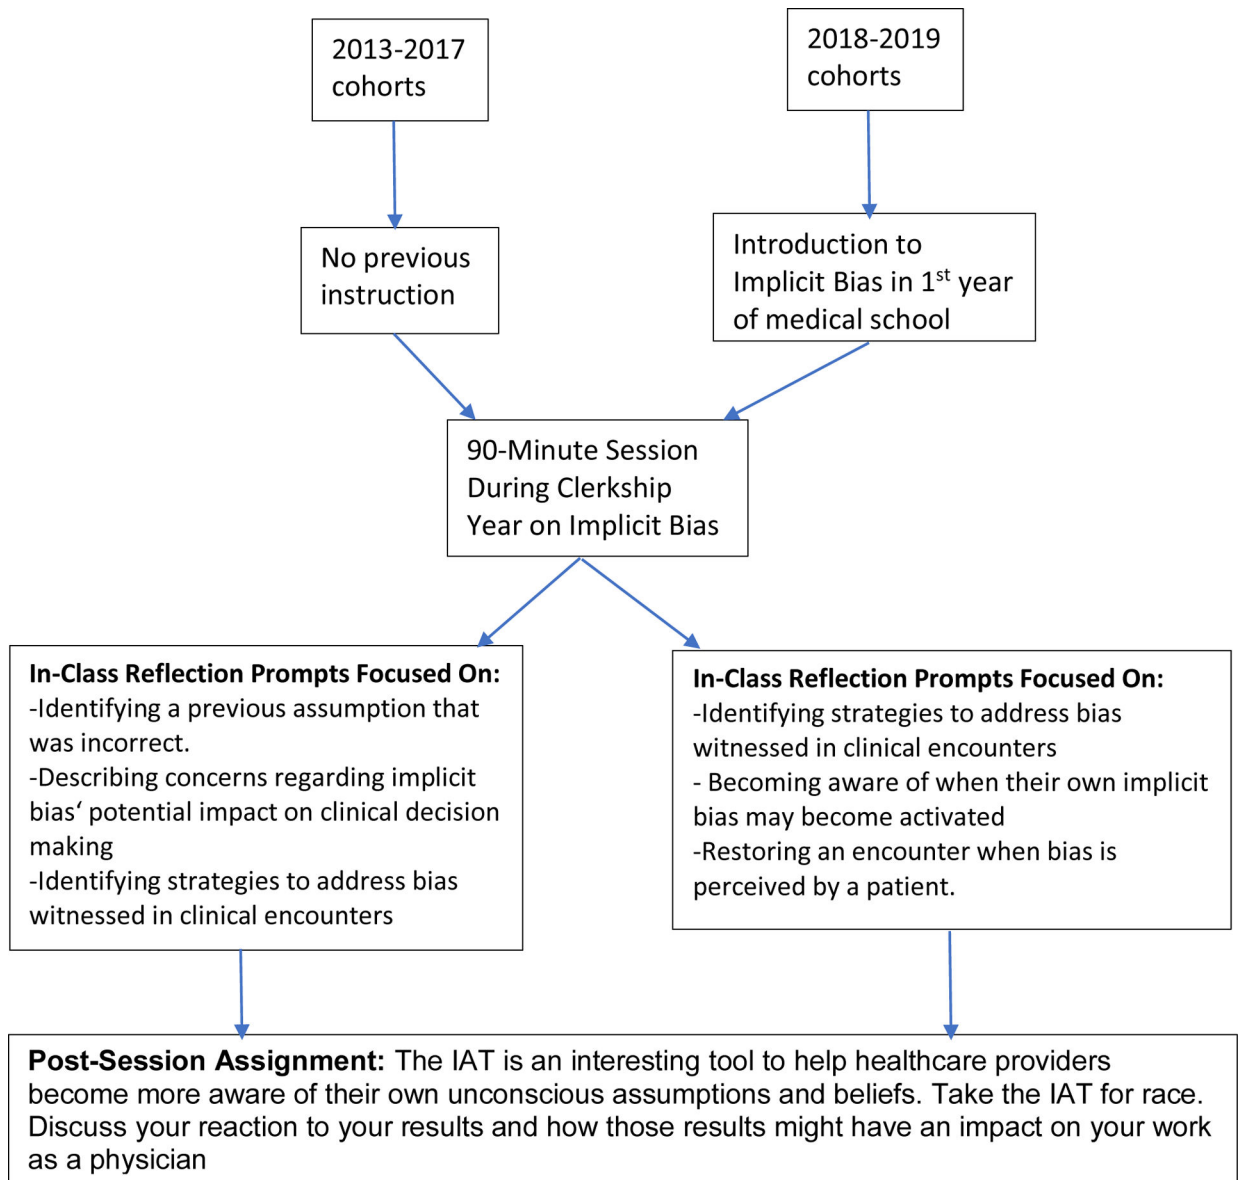 2013-2017
cohorts
2018-2019
cohorts
No previous
instruction
Introduction to
Implicit Bias in 1st year
of medical school
90-Minute Session
During Clerkship
Year on Implicit Bias
In-Class Reflection Prompts Focused On:
-Identifying a previous assumption that
was incorrect.
-Describing concerns regarding implicit
bias‘ potential impact on clinical decision
making
-Identifying strategies to address bias
witnessed in clinical encounters
In-Class Reflection Prompts Focused On:
-Identifying strategies to address bias
witnessed in clinical encounters
- Becoming aware of when their own implicit
bias may become activated
-Restoring an encounter when bias is
perceived by a patient.
Post-Session Assignment: The IAT is an interesting tool to help healthcare providers
become more aware of their own unconscious assumptions and beliefs. Take the IAT for race.
Discuss your reaction to your results and how those results might have an impact on your work
as a physician